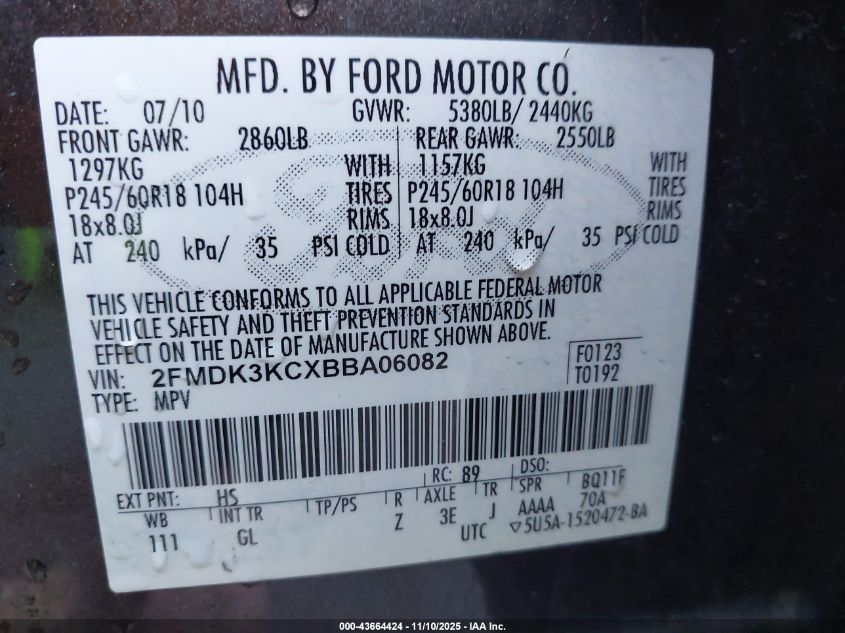 MFD. BY FORD MOTOR CO.
DATE: 07/10 GVWR: 5380LB/ 2440KG
FRONT GAWR: 2860LB REAR GAWR: 2550LB
1297KG WITH 1157KG WITH
P245/60R18 104H TIRES P245/60R18 104H TIRES
18x8.0J RIMS 18x8.0J RIMS
AT 240 kPa/ 35 PSI COLD AT 240 kPa/ 35 PSI COLD
THIS VEHICLE CONFORMS TO ALL APPLICABLE FEDERAL MOTOR
VEHICLE SAFETY AND THEFT PREVENTION STANDARDS IN
EFFECT ON THE DATE OF MANUFACTURE SHOWN ABOVE.
VIN: 2FMDK3KCXBBA06082 F0123
TYPE: MPV T0192
EXT PNT: HS RC: 89 DSO:
WB INT TR TP/PS R AXLE TR SPR BQ11F
111 GL Z 3E J AAAA 70A
UTC ▽5U5A-1520472-BA
000-43664424 - 11/10/2025 - IAA Inc.